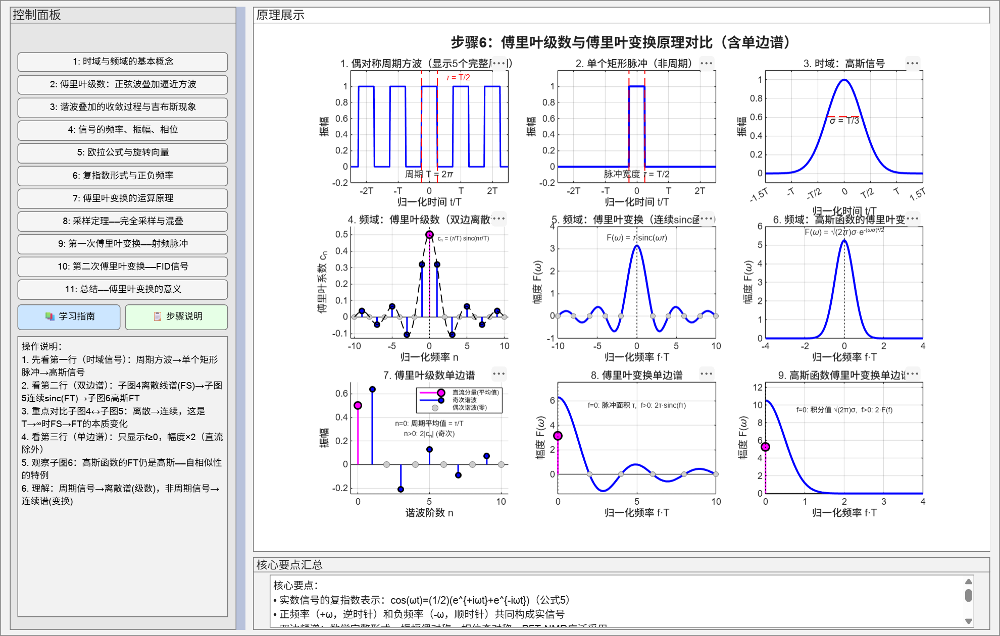 控制面板
1: 时域与频域的基本概念
2: 傅里叶级数：正弦波叠加逼近方波
3: 谐波叠加的收敛过程与吉布斯现象
4: 信号的频率、振幅、相位
5: 欧拉公式与旋转向量
6: 复指数形式与正负频率
7: 傅里叶变换的运算原理
8: 采样定理—完全采样与混叠
9: 第一次傅里叶变换—射频脉冲
10: 第二次傅里叶变换—FID信号
11: 总结—傅里叶变换的意义
学习指南
步骤说明
操作说明：
1. 先看第一行（时域信号）：周期方波→单个矩形
脉冲→高斯信号
2. 看第二行（双边谱）：子图4离散线谱(FS)→子图
5连续sinc(FT)→子图6高斯FT
3. 重点对比子图4↔子图5：离散→连续，这是
T→∞时FS→FT的本质变化
4. 看第三行（单边谱）：只显示f≥0，幅度×2（直流
除外）
5. 观察子图6：高斯函数的FT仍是高斯—自相似性
的特例
6. 理解：周期信号→离散谱(级数)，非周期信号→
连续谱(变换)
原理展示
步骤6：傅里叶级数与傅里叶变换原理对比（含单边谱）
1. 偶对称周期方波（显示5个完整
τ = T/2
1
0.8
0.6
0.4
0.2
0
-0.2
振幅
周期 T = 2π
-2T -T 0 T 2T
归一化时间 t/T
2. 单个矩形脉冲（非周期）
1
0.8
0.6
0.4
0.2
0
-0.2
振幅
脉冲宽度 τ = T/2
-2T -T 0 T 2T
归一化时间 t/T
3. 时域：高斯信号
1
0.8
0.6
0.4
0.2
0
振幅
σ = T/3
-1.5T -T -T/2 0 T/2 T 1.5T
归一化时间 t/T
4. 频域：傅里叶级数（双边离散
cₙ = (τ/T) sinc(nτ/T)
0.5
0.4
0.3
0.2
0.1
0
-0.1
傅里叶系数 cₙ
-10 -5 0 5 10
归一化频率 n
5. 频域：傅里叶变换（连续sinc函
F(ω) = τ sinc(ωτ)
4
3
2
1
0
-1
幅度 F(ω)
-10 -5 0 5 10
归一化频率 f·T
6. 频域：高斯函数的傅里叶变
F(ω) = √(2π)σ·e^-(ωσ)²/2
6
5
4
3
2
1
0
幅度 F(ω)
-4 -2 0 2 4
归一化频率 f·T
7. 傅里叶级数单边谱
直流分量(平均值)
奇次谐波
偶次谐波(零)
n=0: 周期平均值 = τ/T
n>0: 2|cₙ| (奇次)
0.6
0.4
0.2
0
-0.2
振幅
0 5 10
谐波阶数 n
8. 傅里叶变换单边谱
f=0: 脉冲面积 τ, f>0: 2τ·sinc(fτ)
6
4
2
0
幅度 F(ω)
0 5 10
归一化频率 f·T
9. 高斯函数傅里叶变换单边谱
f=0: 积分值 √(2π)σ, f>0: 2·F(f)
12
10
8
6
4
2
0
幅度 F(ω)
0 1 2 3 4
归一化频率 f·T
核心要点汇总
核心要点：
• 实数信号的复指数表示：cos(ωt)=(1/2)(e^{+iωt}+e^{-iωt})（公式5）
• 正频率（+ω，逆时针）和负频率（-ω，顺时针）共同构成实信号